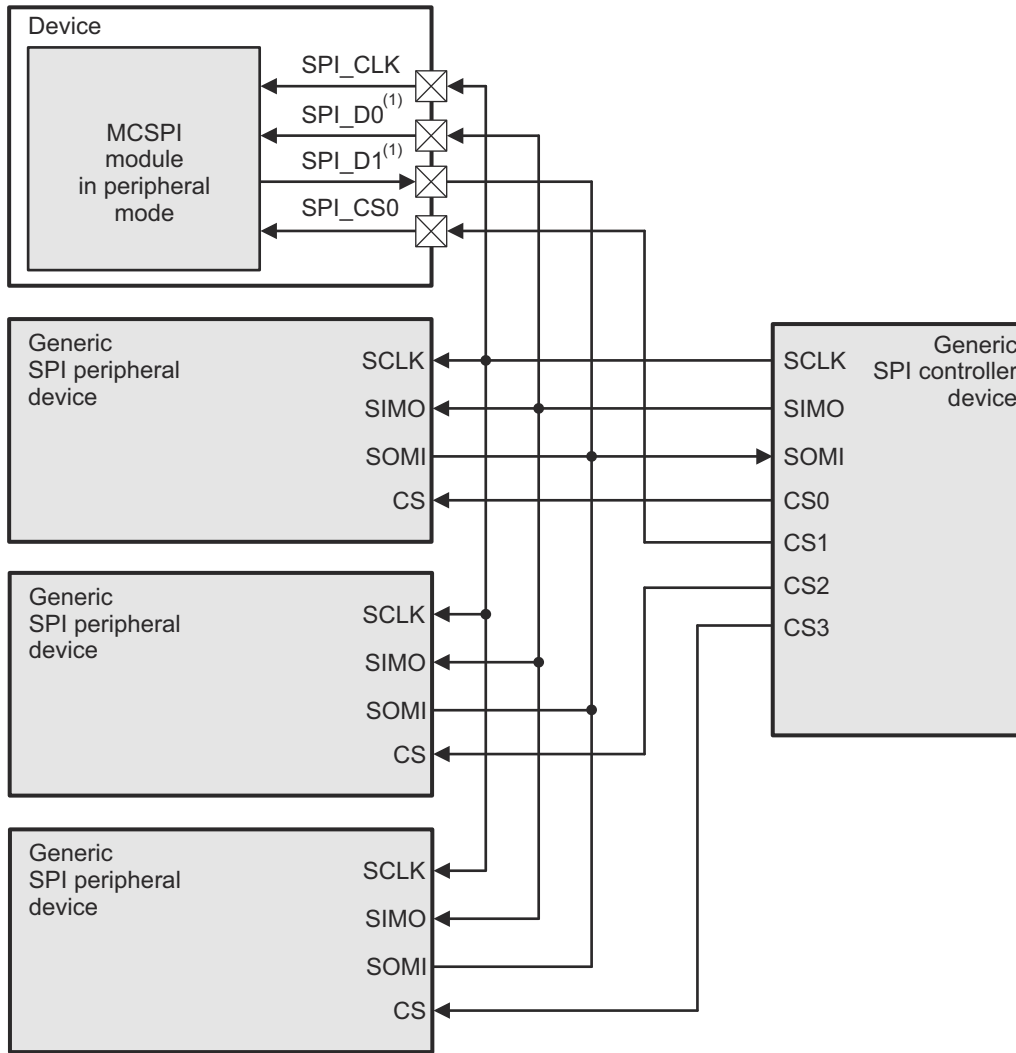 Device
MCSPI
module
in peripheral
mode
SPI_CLK
SPI_D0(1)
SPI_D1(1)
SPI_CS0
Generic
SPI peripheral
device
SCLK
SIMO
SOMI
CS
Generic
SPI controller
device
SCLK
SIMO
SOMI
CS0
CS1
CS2
CS3
Generic
SPI peripheral
device
SCLK
SIMO
SOMI
CS
Generic
SPI peripheral
device
SCLK
SIMO
SOMI
CS